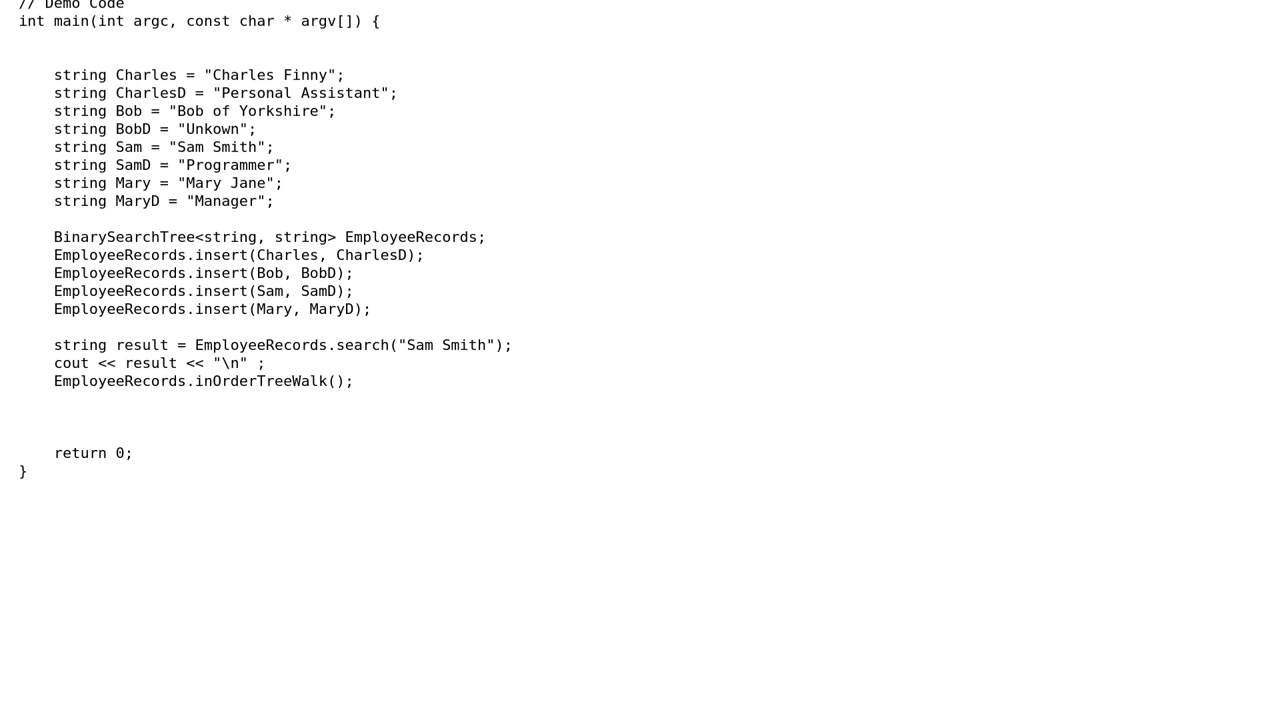 // Demo Code
int main(int argc, const char * argv[]) {
    string Charles = "Charles Finny";
    string CharlesD = "Personal Assistant";
    string Bob = "Bob of Yorkshire";
    string BobD = "Unkown";
    string Sam = "Sam Smith";
    string SamD = "Programmer";
    string Mary = "Mary Jane";
    string MaryD = "Manager";
    BinarySearchTree<string, string> EmployeeRecords;
    EmployeeRecords.insert(Charles, CharlesD);
    EmployeeRecords.insert(Bob, BobD);
    EmployeeRecords.insert(Sam, SamD);
    EmployeeRecords.insert(Mary, MaryD);
    string result = EmployeeRecords.search("Sam Smith");
    cout << result << "\n" ;
    EmployeeRecords.inOrderTreeWalk();
    return 0;
}